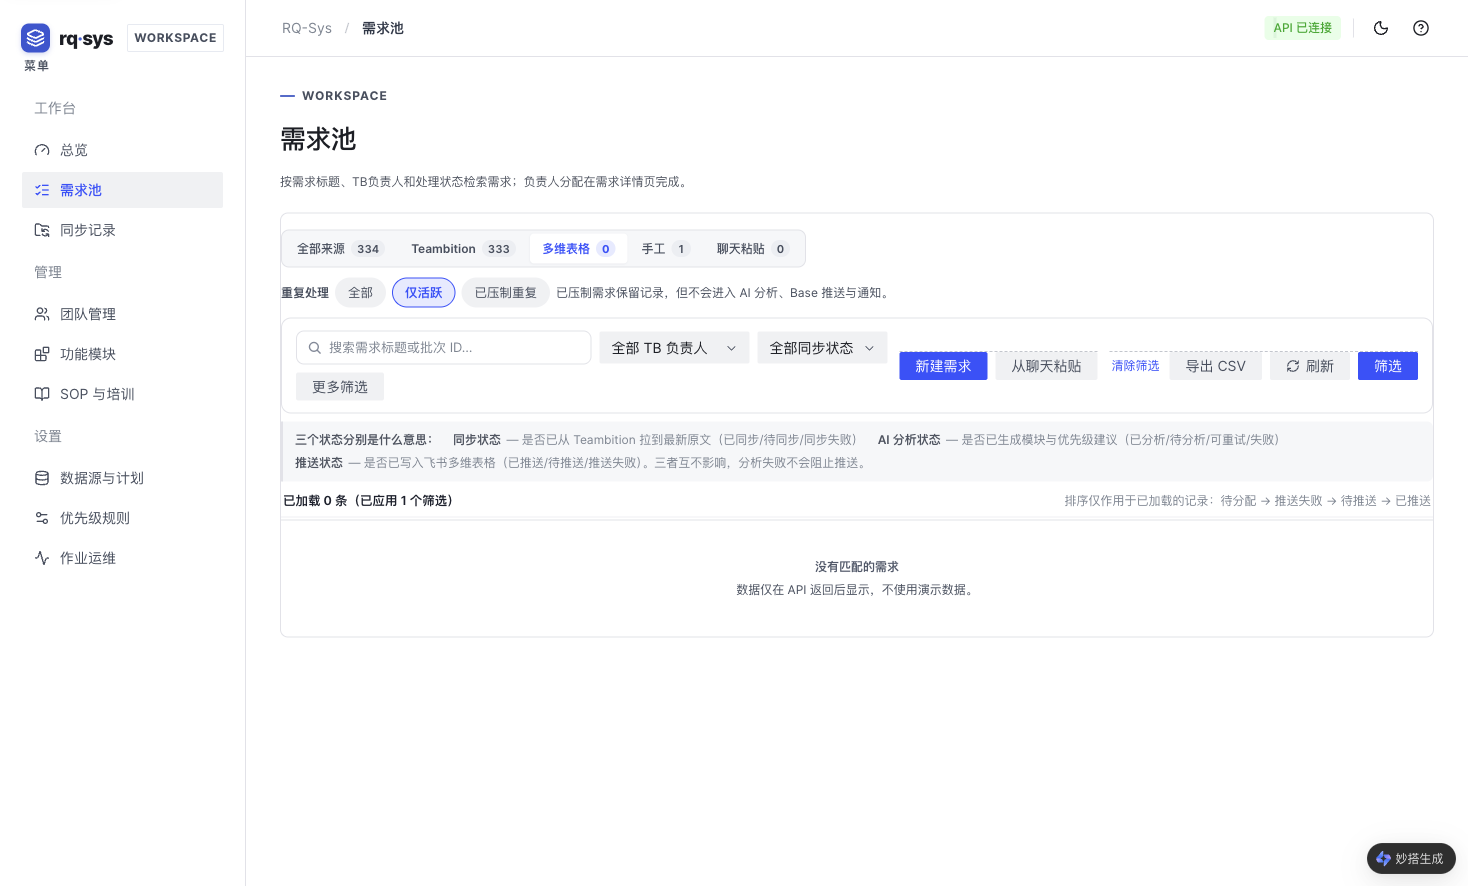 rq·sys WORKSPACE
菜单
工作台
总览
需求池
同步记录
管理
团队管理
功能模块
SOP 与培训
设置
数据源与计划
优先级规则
作业运维
RQ-Sys / 需求池
API 已连接
— WORKSPACE
需求池
按需求标题、TB负责人和处理状态检索需求；负责人分配在需求详情页完成。
全部来源 334 Teambition 333 多维表格 0 手工 1 聊天粘贴 0
重复处理 全部 仅活跃 已压制重复 已压制需求保留记录，但不会进入 AI 分析、Base 推送与通知。
搜索需求标题或批次 ID... 全部 TB 负责人 全部同步状态
新建需求 从聊天粘贴 清除筛选 导出 CSV 刷新 筛选
更多筛选
三个状态分别是什么意思： 同步状态 — 是否已从 Teambition 拉到最新原文（已同步/待同步/同步失败） AI 分析状态 — 是否已生成模块与优先级建议（已分析/待分析/可重试/失败）
推送状态 — 是否已写入飞书多维表格（已推送/待推送/推送失败）。三者互不影响，分析失败不会阻止推送。
已加载 0 条（已应用 1 个筛选） 排序仅作用于已加载的记录：待分配 → 推送失败 → 待推送 → 已推送
没有匹配的需求
数据仅在 API 返回后显示，不使用演示数据。
妙搭生成